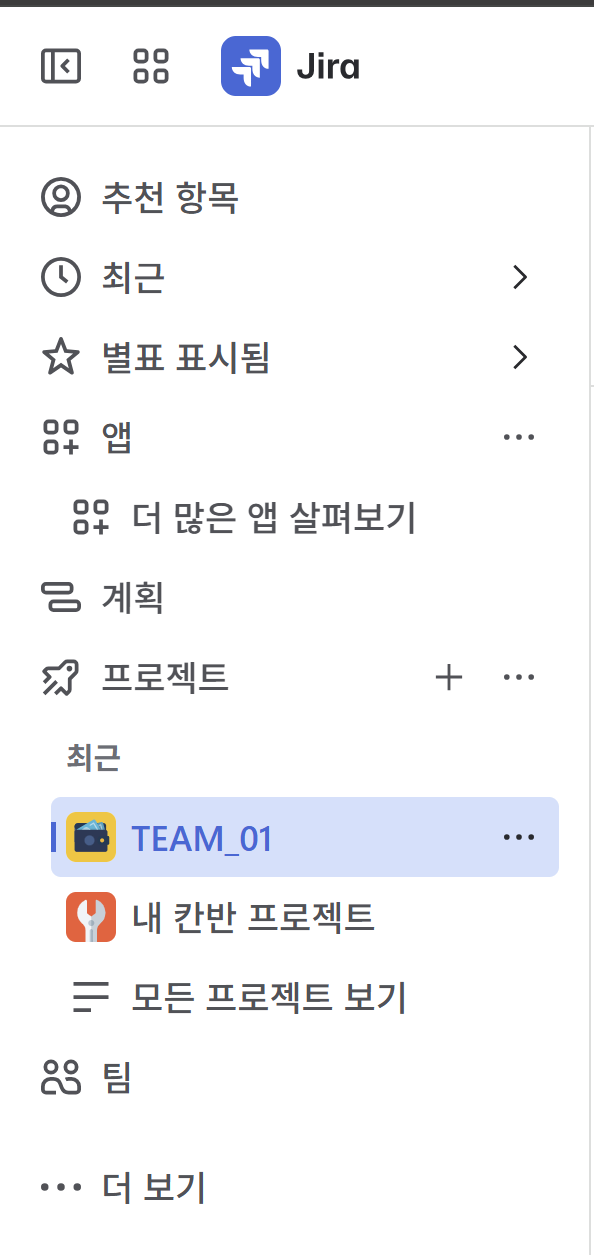 Jira
추천 항목
최근
별표 표시됨
앱
더 많은 앱 살펴보기
계획
프로젝트
최근
TEAM_01
내 칸반 프로젝트
모든 프로젝트 보기
팀
더 보기